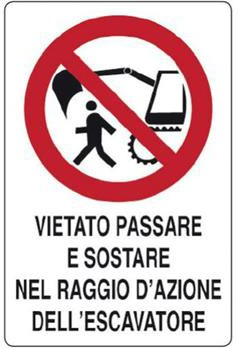 VIETATO PASSARE
E SOSTARE
NEL RAGGIO D'AZIONE
DELL'ESCAVATORE